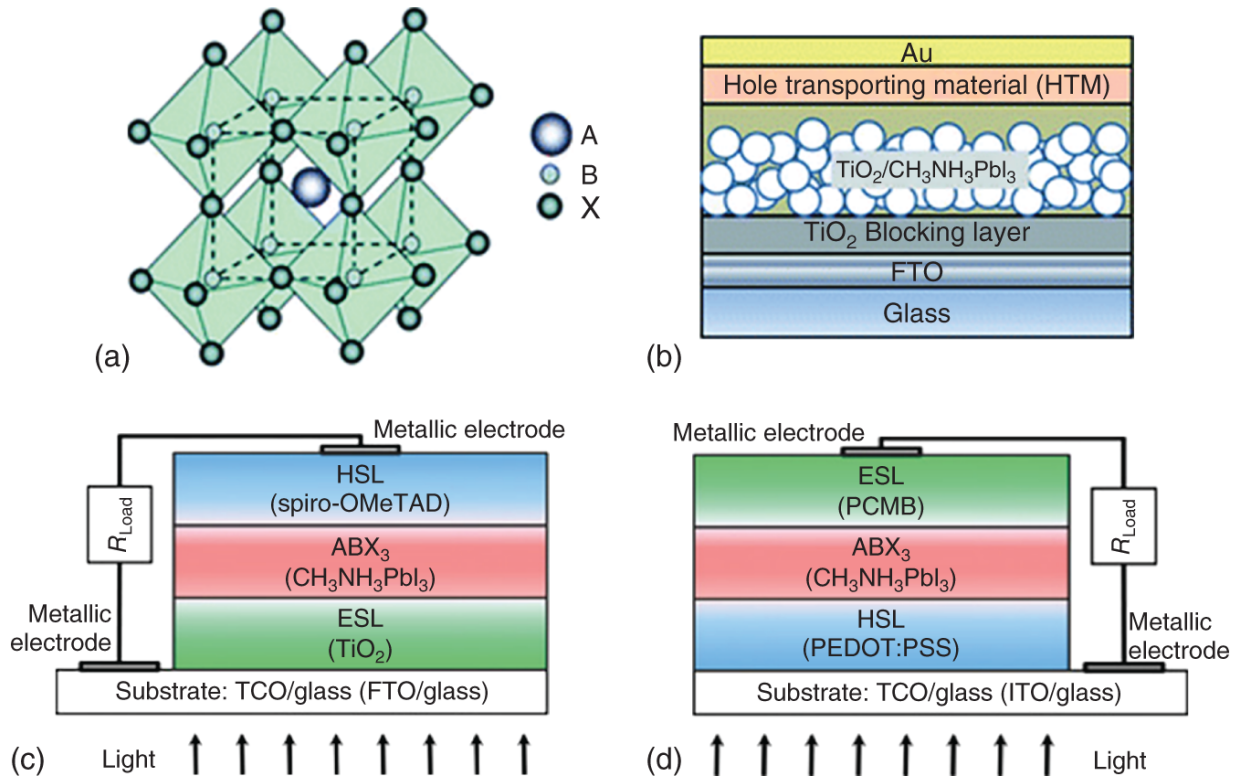 A
B
X
(a)
Au
Hole transporting material (HTM)
TiO₂/CH₃NH₃PbI₃
TiO₂ Blocking layer
FTO
Glass
(b)
Metallic electrode
HSL
(spiro-OMeTAD)
R_Load
ABX₃
(CH₃NH₃PbI₃)
Metallic
electrode
ESL
(TiO₂)
Substrate: TCO/glass (FTO/glass)
(c)
Light
Metallic electrode
ESL
(PCMB)
R_Load
ABX₃
(CH₃NH₃PbI₃)
HSL
(PEDOT:PSS)
Metallic
electrode
Substrate: TCO/glass (ITO/glass)
(d)
Light